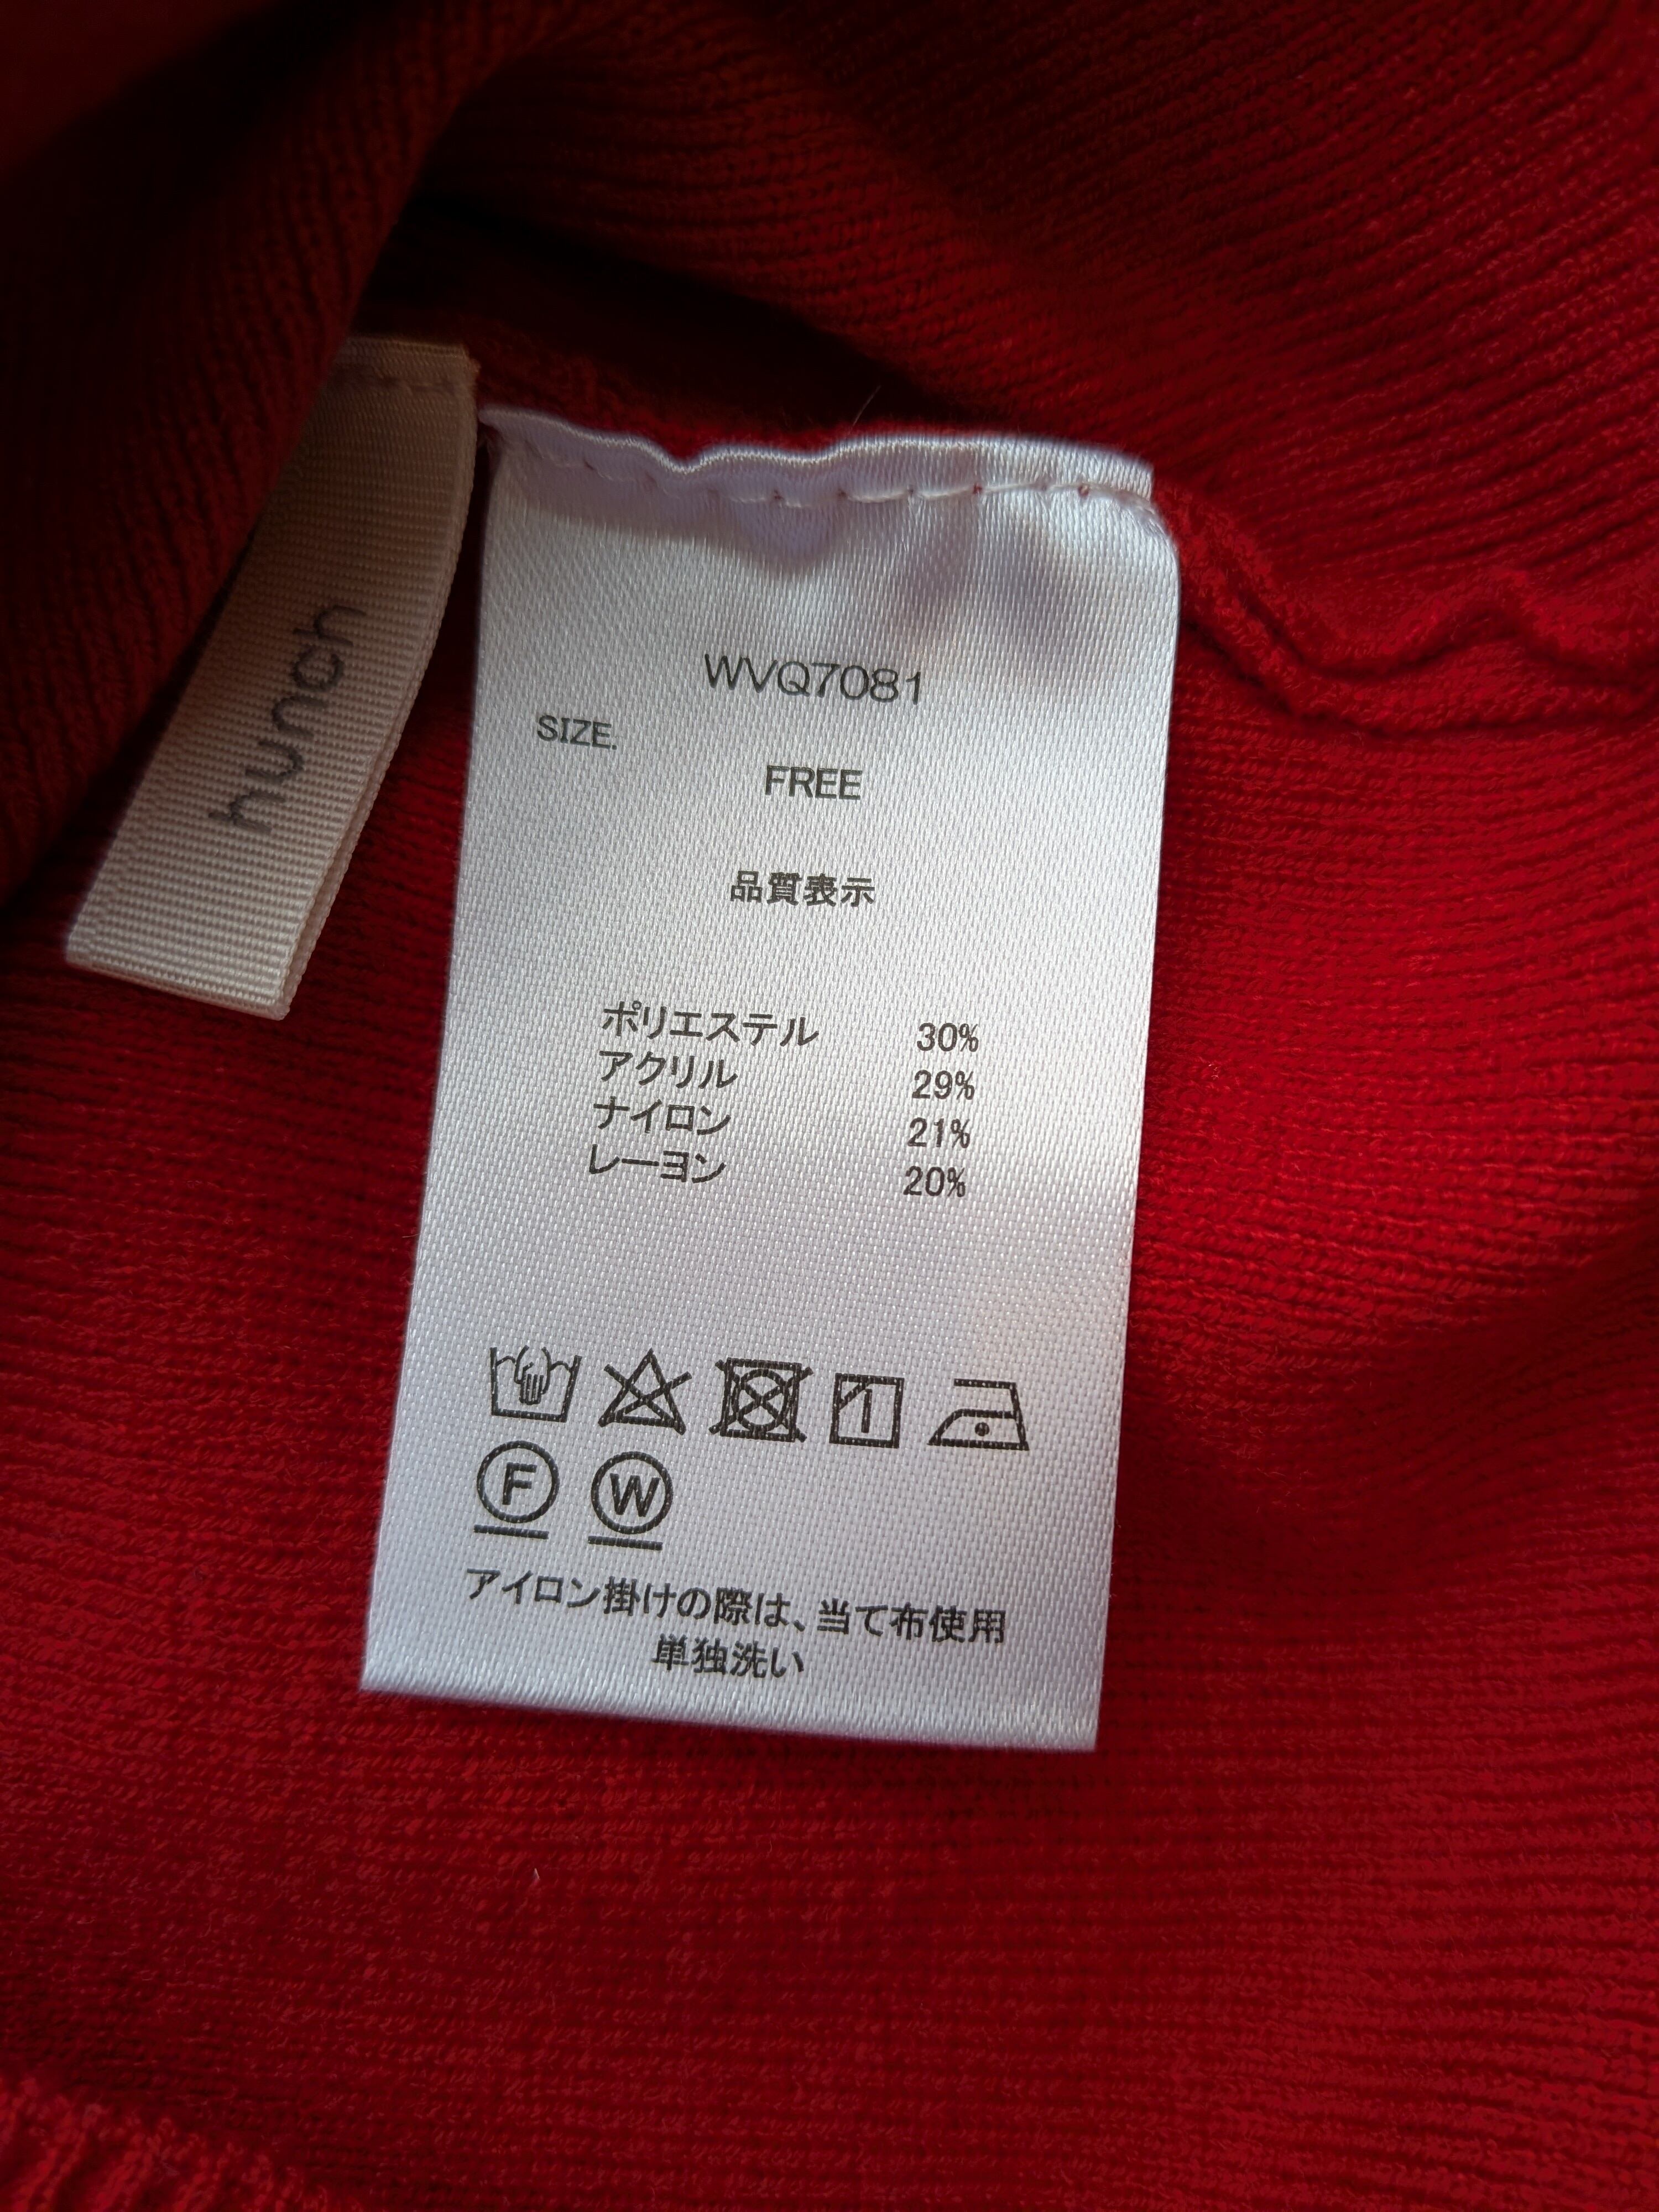 hunch
WVQ7081
SIZE.
FREE
品質表示
ポリエステル 30%
アクリル 29%
ナイロン 21%
レーヨン 20%
F W
アイロン掛けの際は、当て布使用
単独洗い